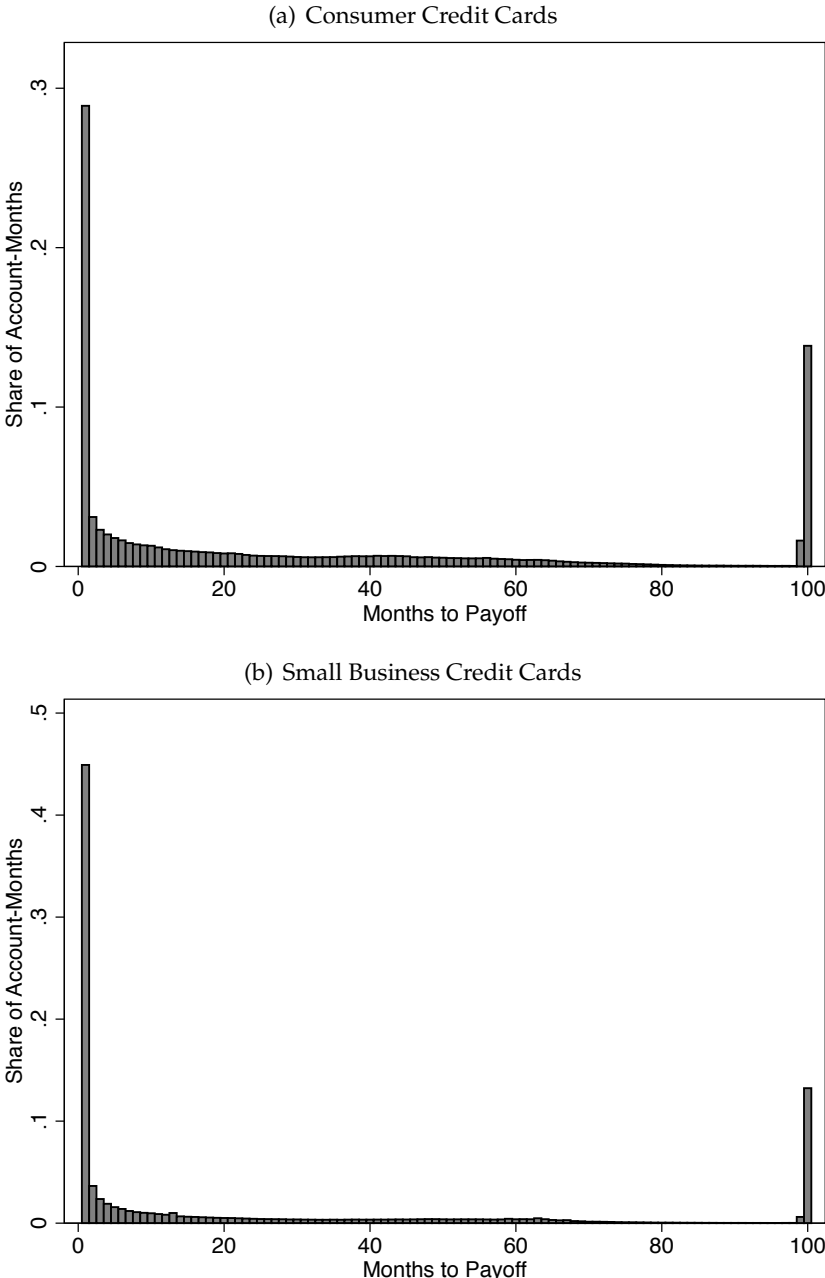 (a) Consumer Credit Cards
.3
.2
.1
0
Share of Account-Months
0 20 40 60 80 100
Months to Payoff
(b) Small Business Credit Cards
.5
.4
.3
.2
.1
0
Share of Account-Months
0 20 40 60 80 100
Months to Payoff